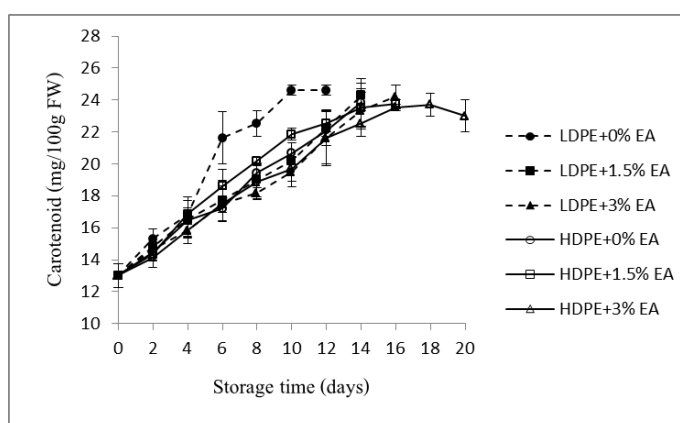 28
26
24
22
20
18
16
14
12
10
Carotenoid (mg/100g FW)
0 2 4 6 8 10 12 14 16 18 20
Storage time (days)
LDPE+0% EA
LDPE+1.5% EA
LDPE+3% EA
HDPE+0% EA
HDPE+1.5% EA
HDPE+3% EA